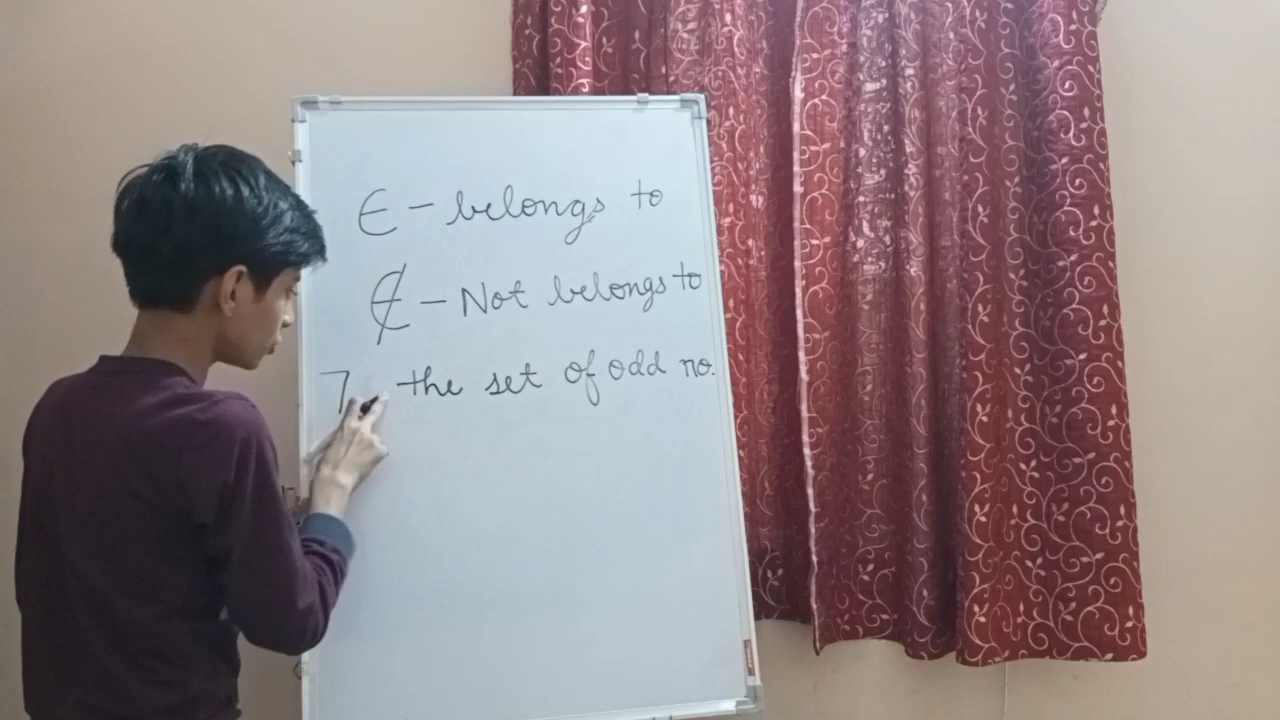 ∈ - belongs to
∉ - Not belongs to
7 the set of odd no.